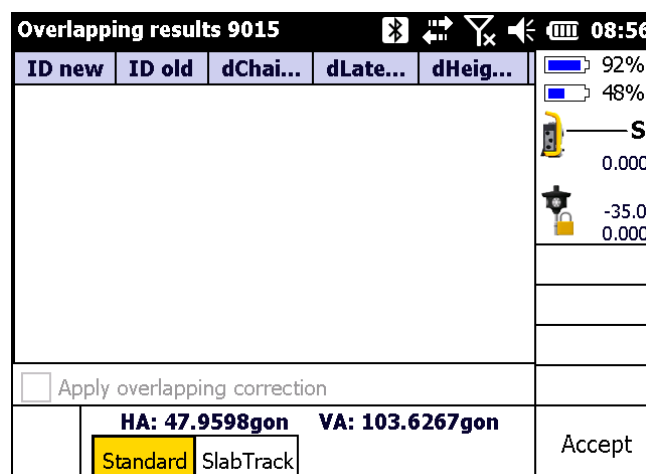 Overlapping results 9015 08:56
ID new ID old dChai... dLate... dHeig...
92%
48%
S
0.000
-35.0
0.000
Apply overlapping correction
HA: 47.9598gon VA: 103.6267gon
Standard SlabTrack
Accept